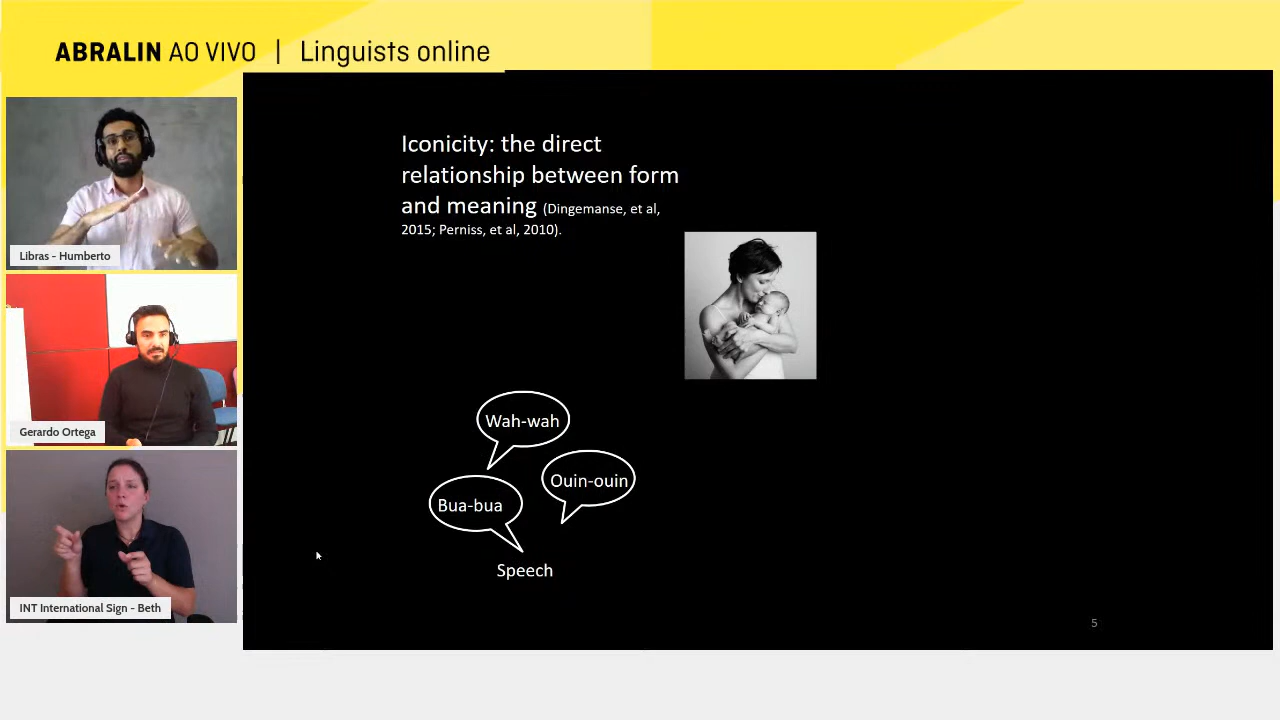 ABRALIN AO VIVO | Linguists online
Libras - Humberto
Gerardo Ortega
INT International Sign - Beth
Iconicity: the direct
relationship between form
and meaning (Dingemanse, et al,
2015; Perniss, et al, 2010).
Wah-wah
Ouin-ouin
Bua-bua
Speech
5